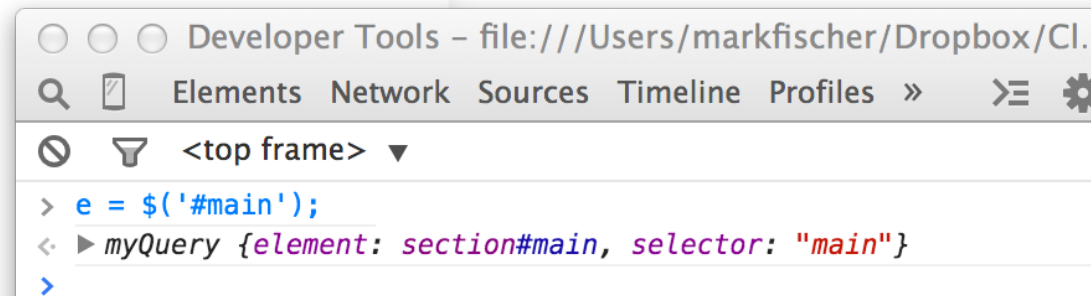 Developer Tools – file:///Users/markfischer/Dropbox/Cl.
Elements Network Sources Timeline Profiles »
<top frame> ▼
> e = $('#main');
myQuery {element: section#main, selector: "main"}
>